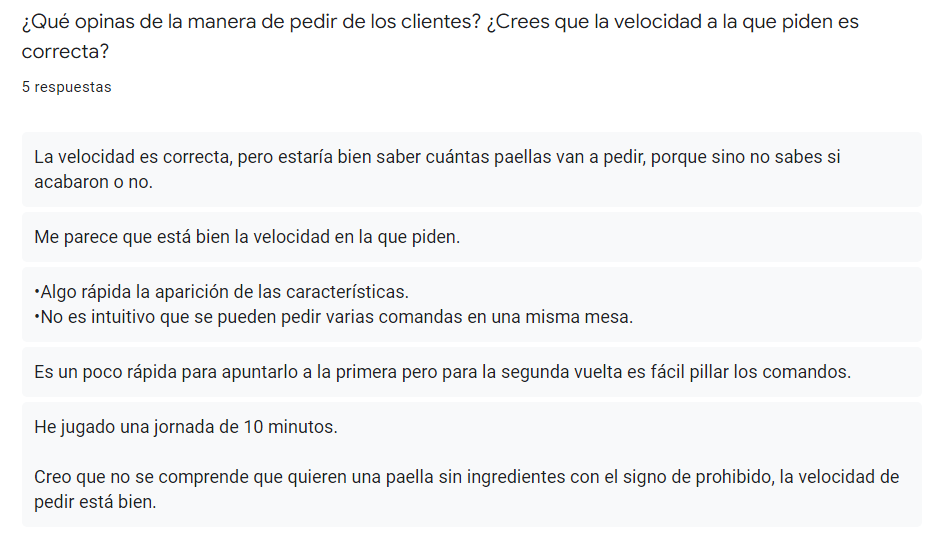 ¿Qué opinas de la manera de pedir de los clientes? ¿Crees que la velocidad a la que piden es
correcta?
5 respuestas
La velocidad es correcta, pero estaría bien saber cuántas paellas van a pedir, porque sino no sabes si
acabaron o no.
Me parece que está bien la velocidad en la que piden.
•Algo rápida la aparición de las características.
•No es intuitivo que se pueden pedir varias comandas en una misma mesa.
Es un poco rápida para apuntarlo a la primera pero para la segunda vuelta es fácil pillar los comandos.
He jugado una jornada de 10 minutos.
Creo que no se comprende que quieren una paella sin ingredientes con el signo de prohibido, la velocidad de
pedir está bien.